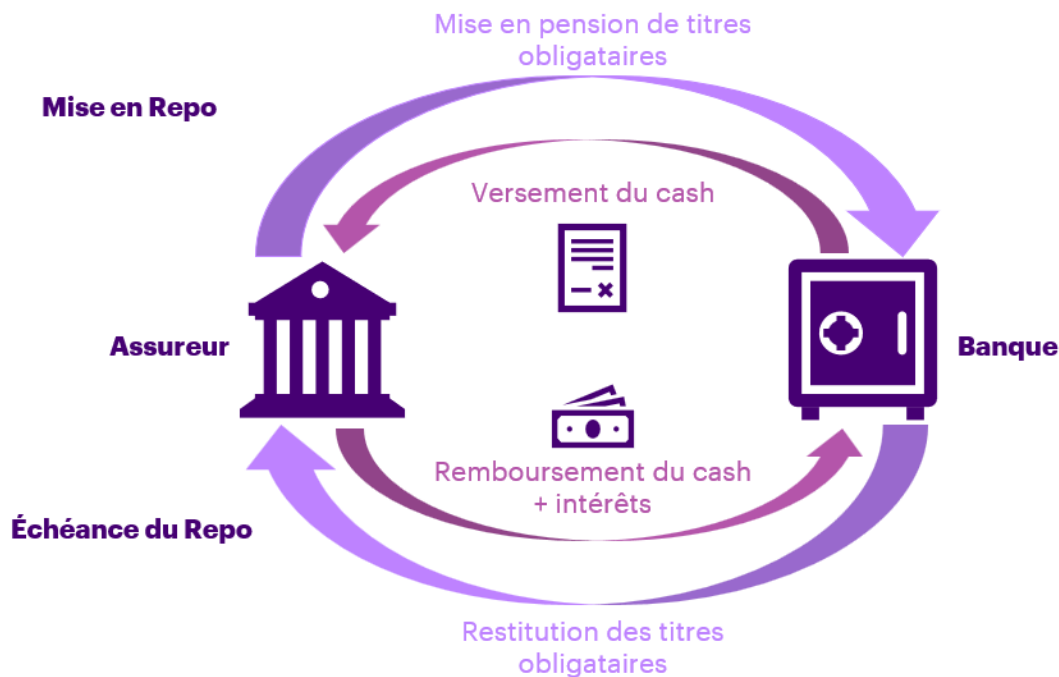 Mise en pension de titres
obligataires
Mise en Repo
Versement du cash
Assureur
Banque
Remboursement du cash
+ intérêts
Échéance du Repo
Restitution des titres
obligataires